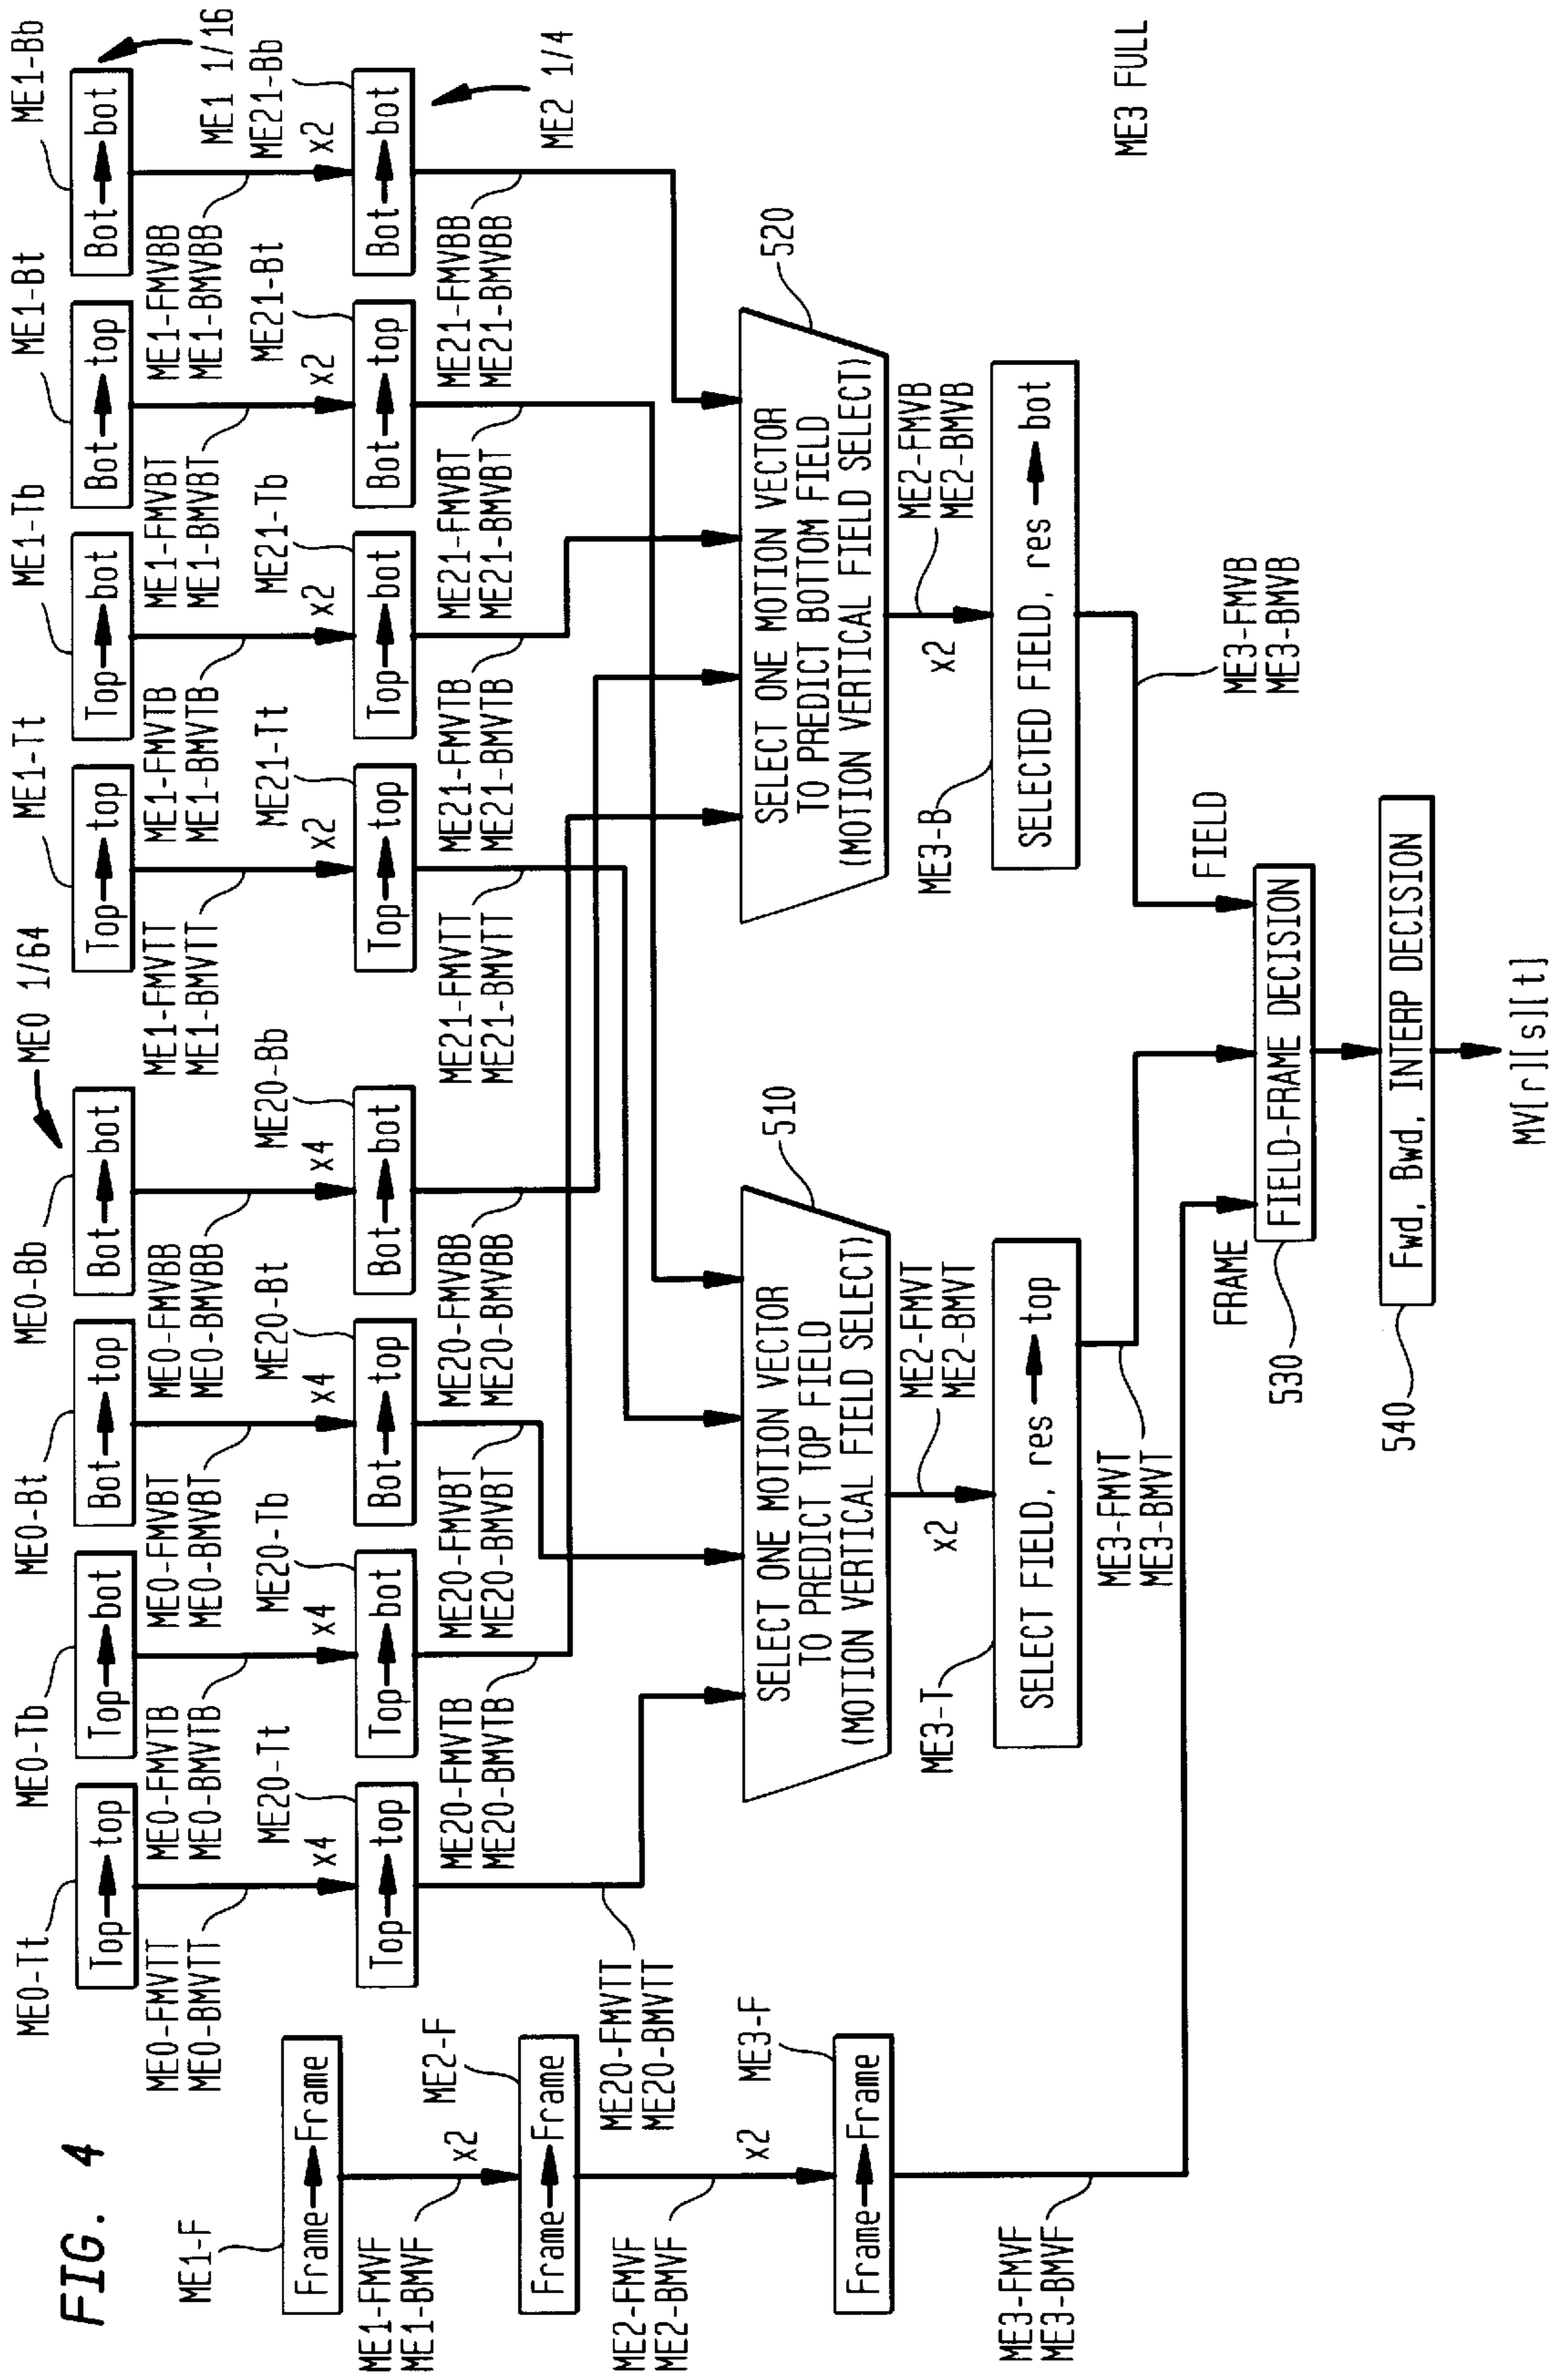 FIG. 4
ME0-Tt
ME0-Tb
ME0-Bt
ME0-Bb
ME0 1/64
ME1-Tt
ME1-Tb
ME1-Bt
ME1-Bb
Top→top
Top→bot
Bot→top
Bot→bot
Top→top
Top→bot
Bot→top
Bot→bot
ME1 1/16
ME0-FMVTT
ME0-BMVTT
ME0-FMVTB
ME0-BMVTB
ME0-FMVBT
ME0-BMVBT
ME0-FMVBB
ME0-BMVBB
ME1-FMVTT
ME1-BMVTT
ME1-FMVTB
ME1-BMVTB
ME1-FMVBT
ME1-BMVBT
ME1-FMVBB
ME1-BMVBB
x4
ME20-Tt
x4
ME20-Tb
x4
ME20-Bt
x4
ME20-Bb
x2
ME21-Tt
x2
ME21-Tb
x2
ME21-Bt
x2
ME21-Bb
Top→top
Top→bot
Bot→top
Bot→bot
Top→top
Top→bot
Bot→top
Bot→bot
ME2 1/4
ME1-F
Frame→Frame
ME1-FMVF
ME1-BMVF
x2
ME2-F
Frame→Frame
ME2-FMVF
ME2-BMVF
x2
ME3-F
Frame→Frame
ME3-FMVF
ME3-BMVF
ME20-FMVTT
ME20-BMVTT
ME20-FMVTB
ME20-BMVTB
ME20-FMVBT
ME20-BMVBT
ME20-FMVBB
ME20-BMVBB
ME21-FMVTT
ME21-BMVTT
ME21-FMVTB
ME21-BMVTB
ME21-FMVBT
ME21-BMVBT
ME21-FMVBB
ME21-BMVBB
510
SELECT ONE MOTION VECTOR
TO PREDICT TOP FIELD
(MOTION VERTICAL FIELD SELECT)
520
SELECT ONE MOTION VECTOR
TO PREDICT BOTTOM FIELD
(MOTION VERTICAL FIELD SELECT)
ME3-T
x2
ME2-FMVT
ME2-BMVT
ME3-B
x2
ME2-FMVB
ME2-BMVB
SELECT FIELD, res→top
SELECTED FIELD, res→bot
ME3 FULL
ME3-FMVT
ME3-BMVT
ME3-FMVB
ME3-BMVB
FRAME
FIELD
530
FIELD-FRAME DECISION
540
Fwd, Bwd, INTERP DECISION
MV[r][s][t]